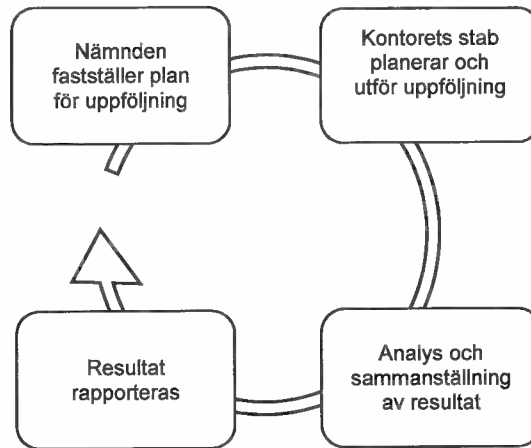 Nämnden
fastställer plan
för uppföljning
Kontorets stab
planerar och
utför uppföljning
Analys och
sammanställning
av resultat
Resultat
rapporteras